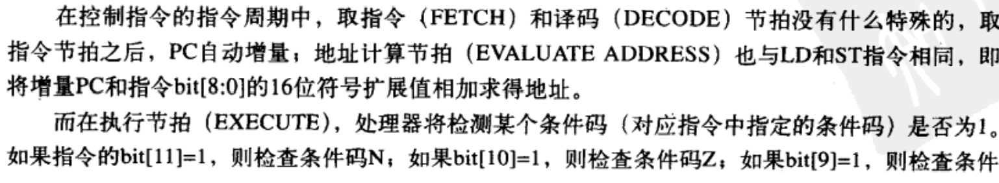 在控制指令的指令周期中，取指令（FETCH）和译码（DECODE）节拍没有什么特殊的，取
指令节拍之后，PC自动增量；地址计算节拍（EVALUATE ADDRESS）也与LD和ST指令相同，即
将增量PC和指令bit[8:0]的16位符号扩展值相加求得地址。
而在执行节拍（EXECUTE），处理器将检测某个条件码（对应指令中指定的条件码）是否为1。
如果指令的bit[11]=1，则检查条件码N；如果bit[10]=1，则检查条件码Z；如果bit[9]=1，则检查条件